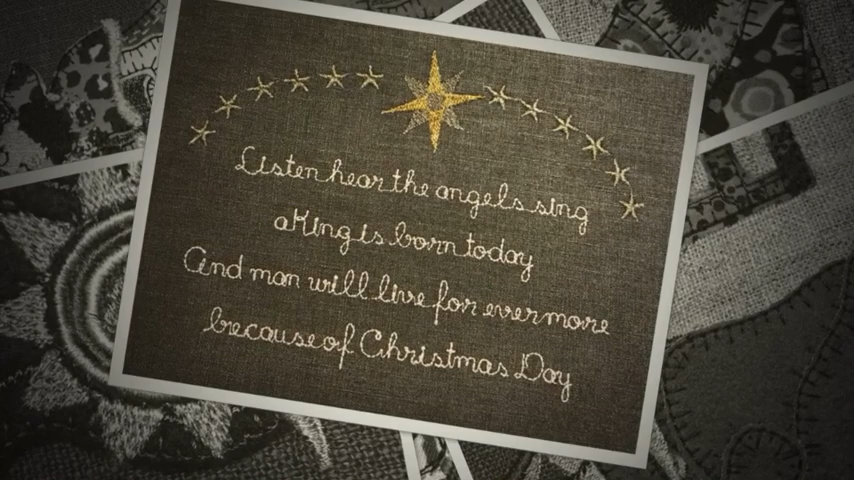 Listen hear the angels sing
a King is born today
And man will live for evermore
because of Christmas Day